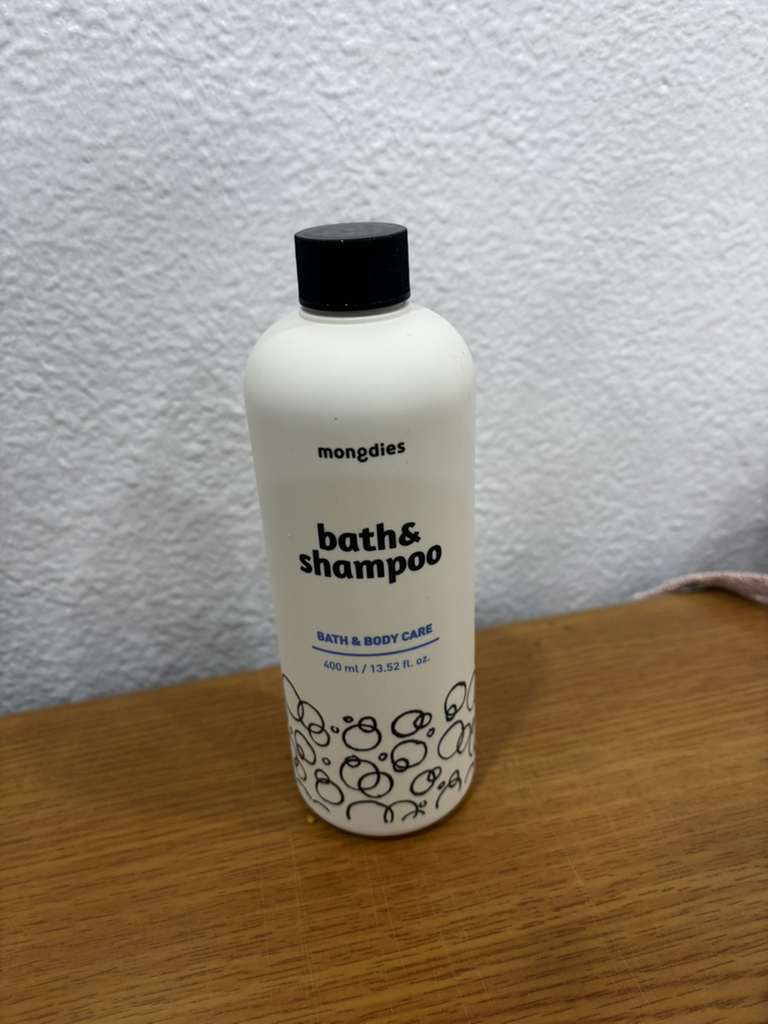 mongdies
bath&
shampoo
BATH & BODY CARE
400 ml / 13.52 fl. oz.